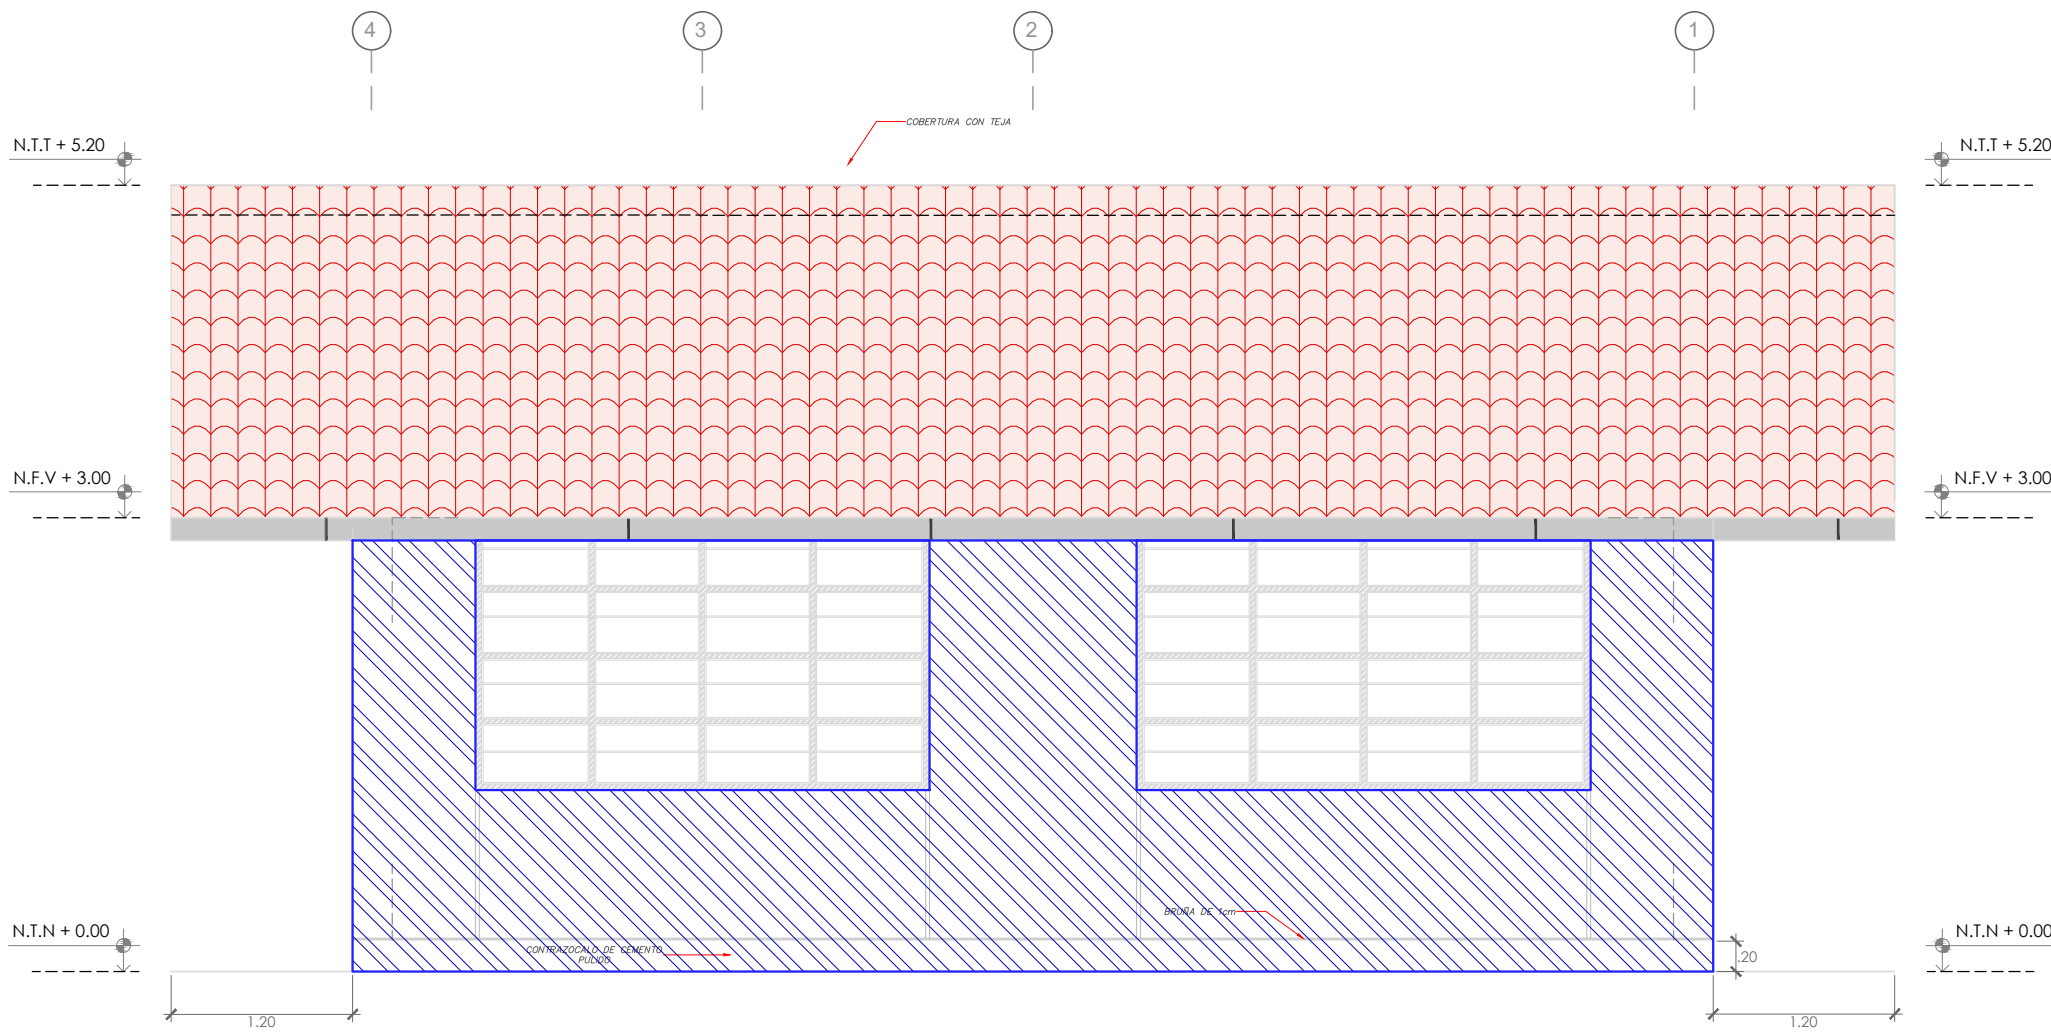 4
3
2
1
COBERTURA CON TEJA
N.T.T + 5.20
N.T.T + 5.20
N.F.V + 3.00
N.F.V + 3.00
BRUÑA DE 1cm
N.T.N + 0.00
N.T.N + 0.00
CONTRAZOCALO DE CEMENTO
PULIDO
.20
1.20
1.20